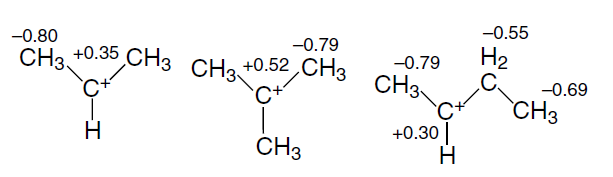 −0.80
CH3 +0.35 CH3
C+
H
−0.79
CH3 +0.52 CH3
C+
CH3
−0.55
−0.79 H2
CH3 C −0.69
C+ CH3
+0.30
H